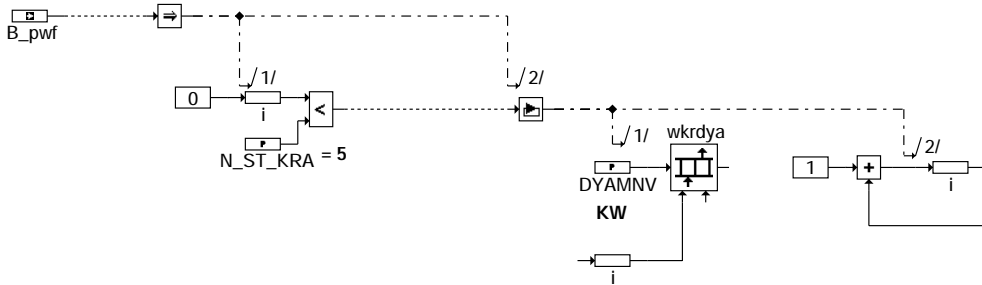 B_pwf
/1/
/2/
0
i
<
P
N_ST_KRA = 5
/1/
wkrdya
/2/
P
DYAMNV
KW
1
+
i
i